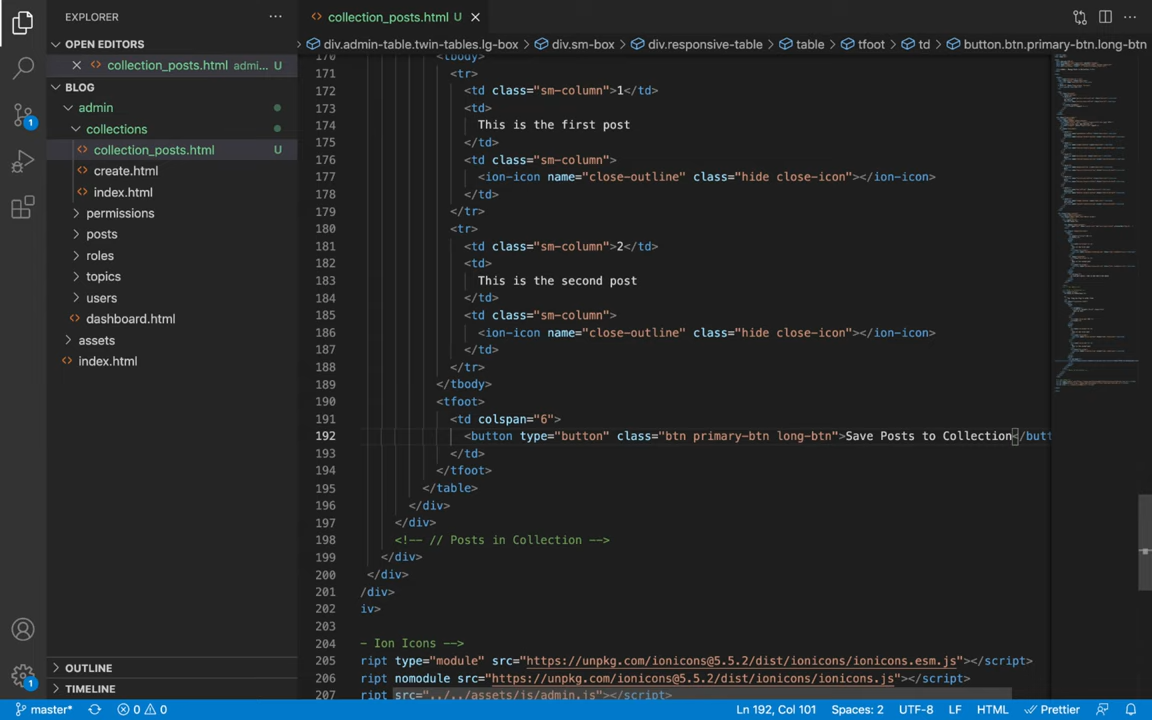 EXPLORER
collection_posts.html U
OPEN EDITORS
collection_posts.html admi... U
BLOG
admin
collections
collection_posts.html U
create.html
index.html
permissions
posts
roles
topics
users
dashboard.html
assets
index.html
OUTLINE
TIMELINE
div.admin-table.twin-tables.lg-box > div.sm-box > div.responsive-table > table > tfoot > td > button.btn.primary-btn.long-btn
170 <tbody>
171 <tr>
172 <td class="sm-column">1</td>
173 <td>
174 This is the first post
175 </td>
176 <td class="sm-column">
177 <ion-icon name="close-outline" class="hide close-icon"></ion-icon>
178 </td>
179 </tr>
180 <tr>
181 <td class="sm-column">2</td>
182 <td>
183 This is the second post
184 </td>
185 <td class="sm-column">
186 <ion-icon name="close-outline" class="hide close-icon"></ion-icon>
187 </td>
188 </tr>
189 </tbody>
190 <tfoot>
191 <td colspan="6">
192 <button type="button" class="btn primary-btn long-btn">Save Posts to Collection</butt
193 </td>
194 </tfoot>
195 </table>
196 </div>
197 </div>
198 <!-- // Posts in Collection -->
199 </div>
200 </div>
201 /div>
202 iv>
203
204 - Ion Icons -->
205 ript type="module" src="https://unpkg.com/ionicons@5.5.2/dist/ionicons/ionicons.esm.js"></script>
206 ript nomodule src="https://unpkg.com/ionicons@5.5.2/dist/ionicons/ionicons.js"></script>
207 ript src="../../assets/js/admin.js"></script>
1
1
master* 0 0 Ln 192, Col 101 Spaces: 2 UTF-8 LF HTML Prettier